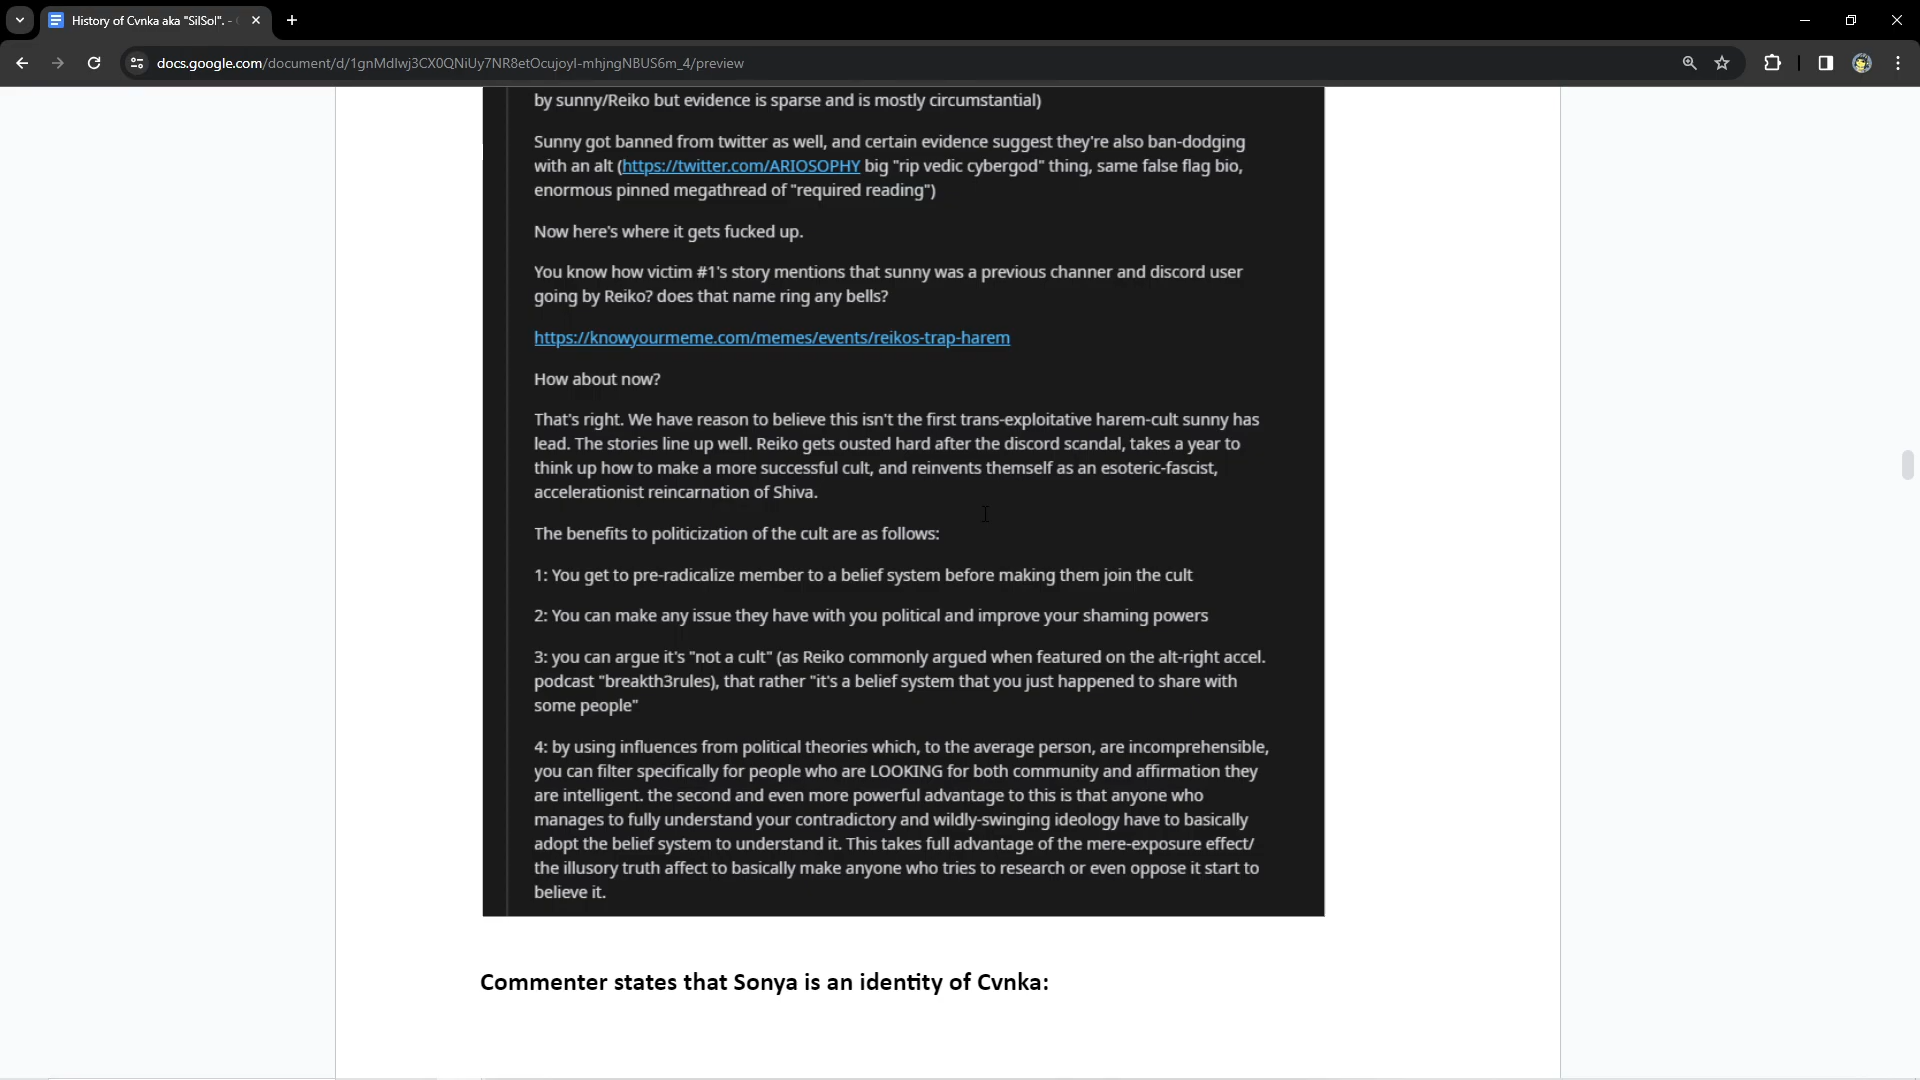 History of Cvnka aka "SilSol". -
docs.google.com/document/d/1gnMdlwj3CX0QNiUy7NR8etOcujoyl-mhjngNBUS6m_4/preview
by sunny/Reiko but evidence is sparse and is mostly circumstantial)
Sunny got banned from twitter as well, and certain evidence suggest they're also ban-dodging
with an alt (https://twitter.com/ARIOSOPHY big "rip vedic cybergod" thing, same false flag bio,
enormous pinned megathread of "required reading")
Now here's where it gets fucked up.
You know how victim #1's story mentions that sunny was a previous channer and discord user
going by Reiko? does that name ring any bells?
https://knowyourmeme.com/memes/events/reikos-trap-harem
How about now?
That's right. We have reason to believe this isn't the first trans-exploitative harem-cult sunny has
lead. The stories line up well. Reiko gets ousted hard after the discord scandal, takes a year to
think up how to make a more successful cult, and reinvents themself as an esoteric-fascist,
accelerationist reincarnation of Shiva.
The benefits to politicization of the cult are as follows:
1: You get to pre-radicalize member to a belief system before making them join the cult
2: You can make any issue they have with you political and improve your shaming powers
3: you can argue it's "not a cult" (as Reiko commonly argued when featured on the alt-right accel.
podcast "breakth3rules), that rather "it's a belief system that you just happened to share with
some people"
4: by using influences from political theories which, to the average person, are incomprehensible,
you can filter specifically for people who are LOOKING for both community and affirmation they
are intelligent. the second and even more powerful advantage to this is that anyone who
manages to fully understand your contradictory and wildly-swinging ideology have to basically
adopt the belief system to understand it. This takes full advantage of the mere-exposure effect/
the illusory truth affect to basically make anyone who tries to research or even oppose it start to
believe it.
Commenter states that Sonya is an identity of Cvnka: